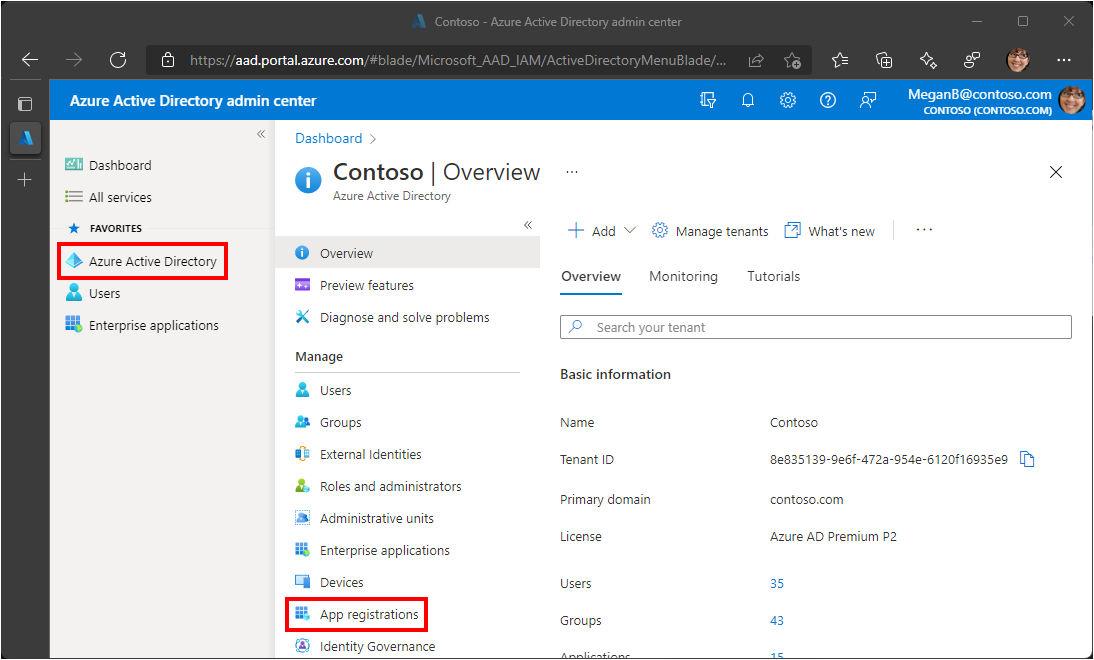 Contoso - Azure Active Directory admin center
https://aad.portal.azure.com/#blade/Microsoft_AAD_IAM/ActiveDirectoryMenuBlade/...
Azure Active Directory admin center
MeganB@contoso.com
CONTOSO (CONTOSO.COM)
Dashboard
All services
FAVORITES
Azure Active Directory
Users
Enterprise applications
Dashboard
Contoso | Overview
Azure Active Directory
Overview
Preview features
Diagnose and solve problems
Manage
Users
Groups
External Identities
Roles and administrators
Administrative units
Enterprise applications
Devices
App registrations
Identity Governance
Add Manage tenants What's new
Overview Monitoring Tutorials
Search your tenant
Basic information
Name Contoso
Tenant ID 8e835139-9e6f-472a-954e-6120f16935e9
Primary domain contoso.com
License Azure AD Premium P2
Users 35
Groups 43
Applications 15